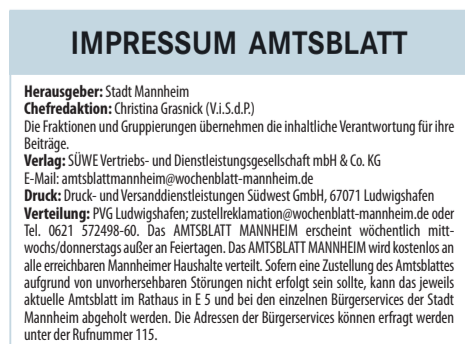 IMPRESSUM AMTSBLATT
Herausgeber: Stadt Mannheim
Chefredaktion: Christina Grasnick (V.i.S.d.P.)
Die Fraktionen und Gruppierungen übernehmen die inhaltliche Verantwortung für ihre
Beiträge.
Verlag: SÜWE Vertriebs- und Dienstleistungsgesellschaft mbH & Co. KG
E-Mail: amtsblattmannheim@wochenblatt-mannheim.de
Druck: Druck- und Versanddienstleistungen Südwest GmbH, 67071 Ludwigshafen
Verteilung: PVG Ludwigshafen; zustellreklamation@wochenblatt-mannheim.de oder
Tel. 0621 572498-60. Das AMTSBLATT MANNHEIM erscheint wöchentlich mitt-
wochs/donnerstags außer an Feiertagen. Das AMTSBLATT MANNHEIM wird kostenlos an
alle erreichbaren Mannheimer Haushalte verteilt. Sofern eine Zustellung des Amtsblattes
aufgrund von unvorhersehbaren Störungen nicht erfolgt sein sollte, kann das jeweils
aktuelle Amtsblatt im Rathaus in E 5 und bei den einzelnen Bürgerservices der Stadt
Mannheim abgeholt werden. Die Adressen der Bürgerservices können erfragt werden
unter der Rufnummer 115.